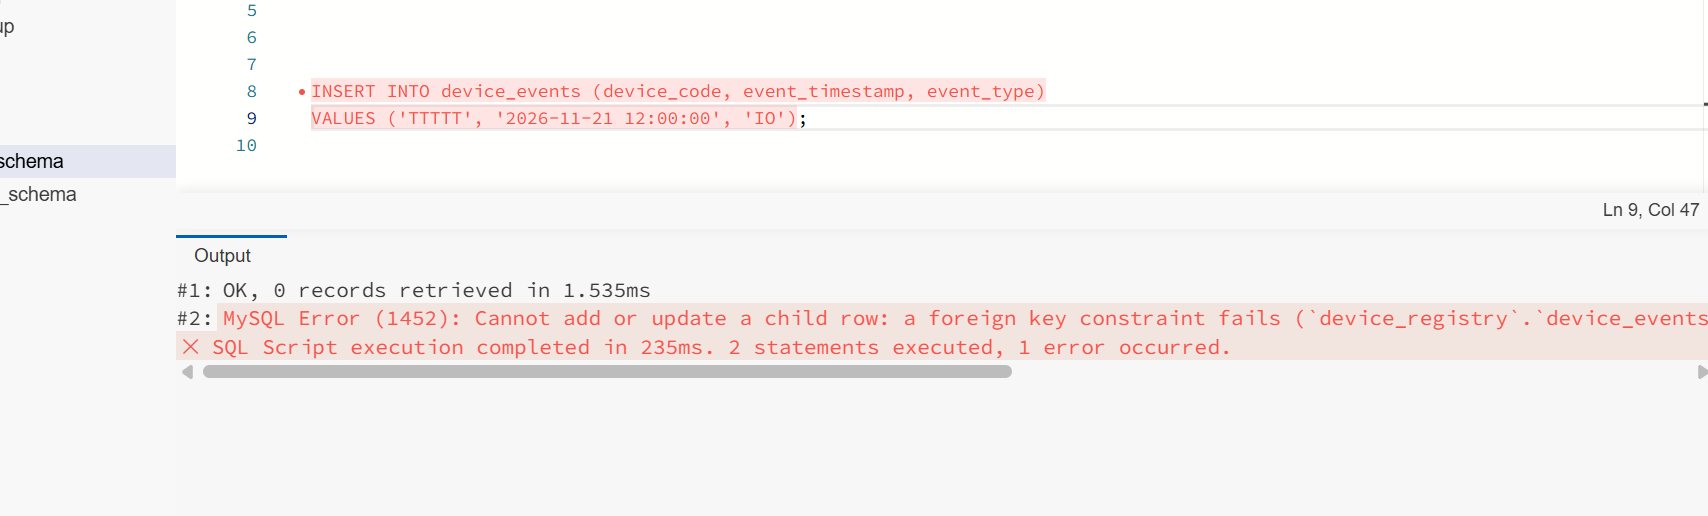 up
schema
_schema
5
6
7
8 INSERT INTO device_events (device_code, event_timestamp, event_type)
9 VALUES ('TTTTT', '2026-11-21 12:00:00', 'IO');
10
Ln 9, Col 47
Output
#1: OK, 0 records retrieved in 1.535ms
#2: MySQL Error (1452): Cannot add or update a child row: a foreign key constraint fails (`device_registry`.`device_events
SQL Script execution completed in 235ms. 2 statements executed, 1 error occurred.